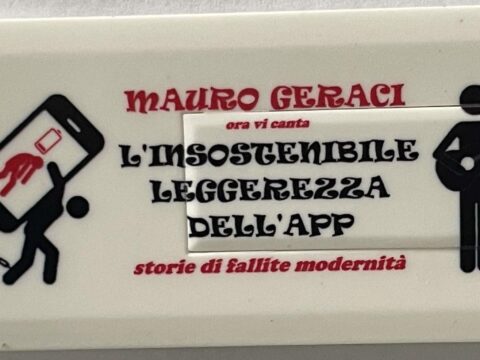 MAURO GERACI
ora vi canta
L'INSOSTENIBILE
LEGGEREZZA
DELL'APP
storie di fallite modernità